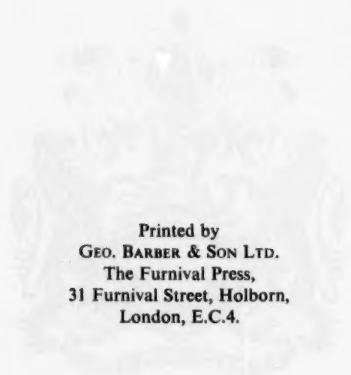 Printed by
GEO. BARBER & SON LTD.
The Furnival Press,
31 Furnival Street, Holborn,
London, E.C.4.